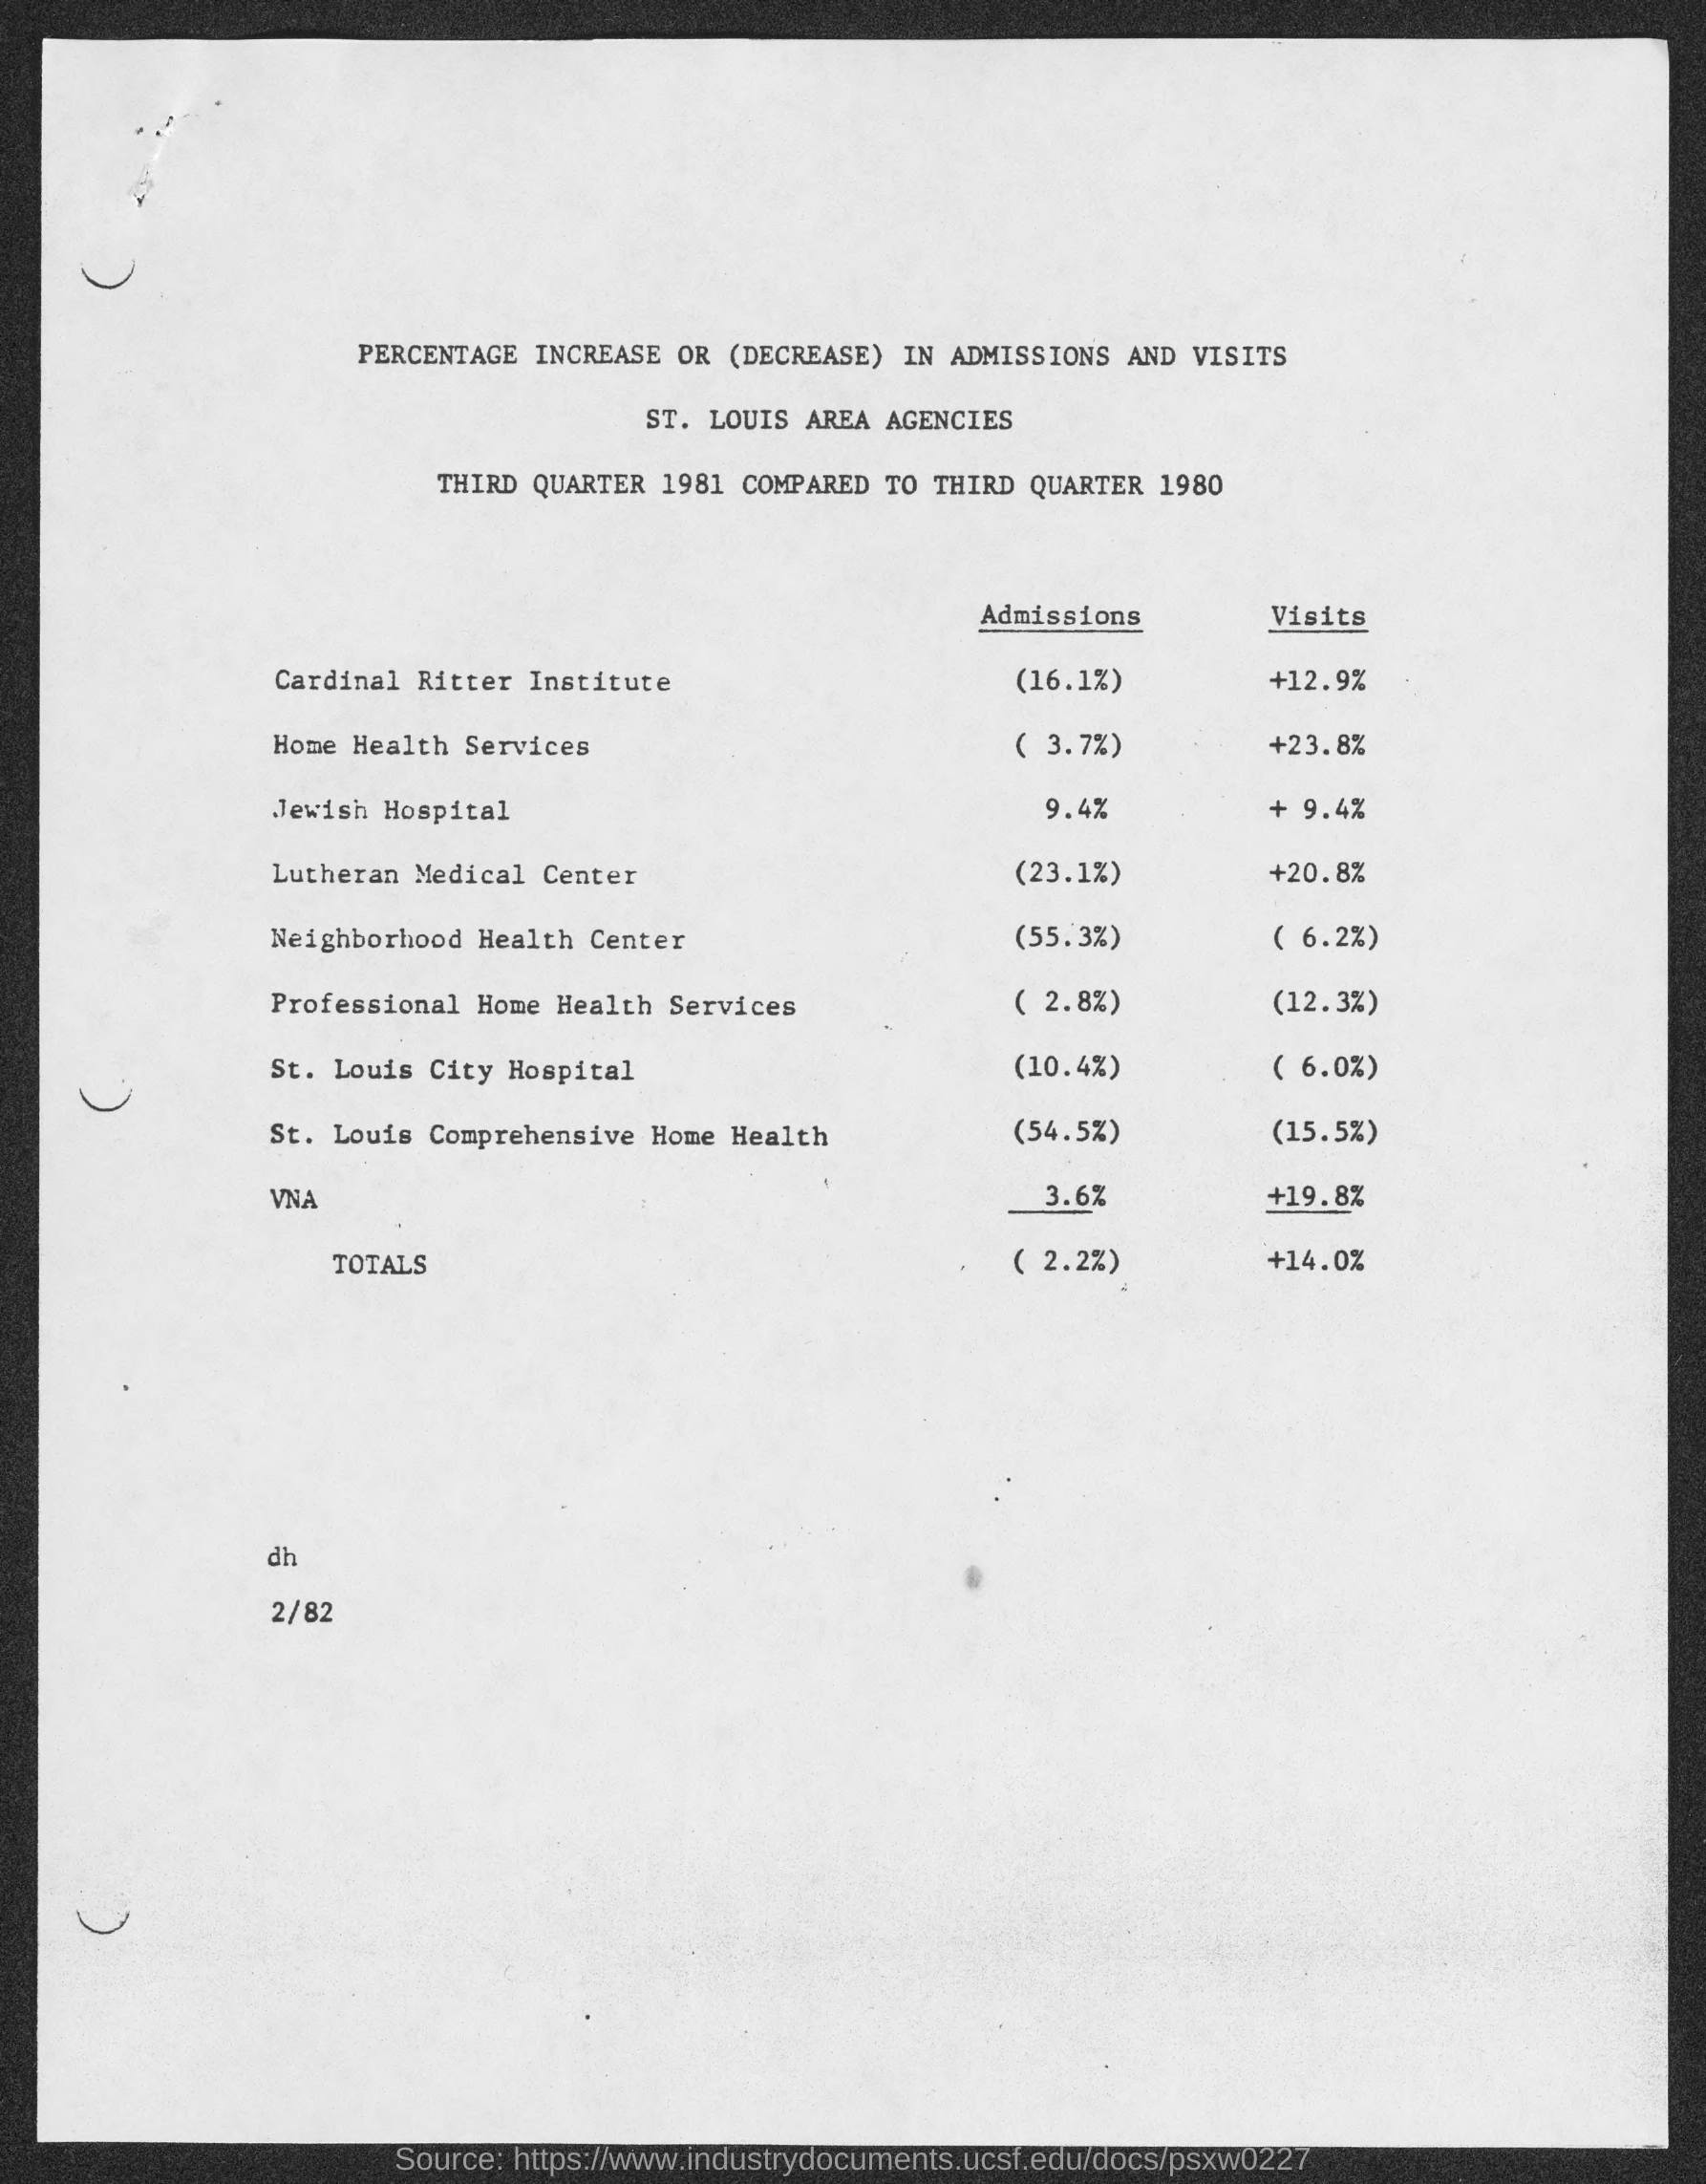 PERCENTAGE INCREASE OR (DECREASE) IN ADMISSIONS AND VISITS
ST. LOUIS AREA AGENCIES
THIRD QUARTER 1981 COMPARED TO THIRD QUARTER 1980
Admissions Visits
Cardinal Ritter Institute (16.1%) +12.9%
Home Health Services ( 3.7%) +23.8%
Jewish Hospital 9.4% + 9.4%
Lutheran Medical Center (23.1%) +20.8%
Neighborhood Health Center (55.3%) ( 6.2%)
Professional Home Health Services ( 2.8%) (12.3%)
St. Louis City Hospital (10.4%) ( 6.0%)
St. Louis Comprehensive Home Health (54.5%) (15.5%)
VNA 3.6% +19.8%
TOTALS ( 2.2%) +14.0%
dh
2/82
Source: https://www.industrydocuments.ucsf.edu/docs/psxw0227